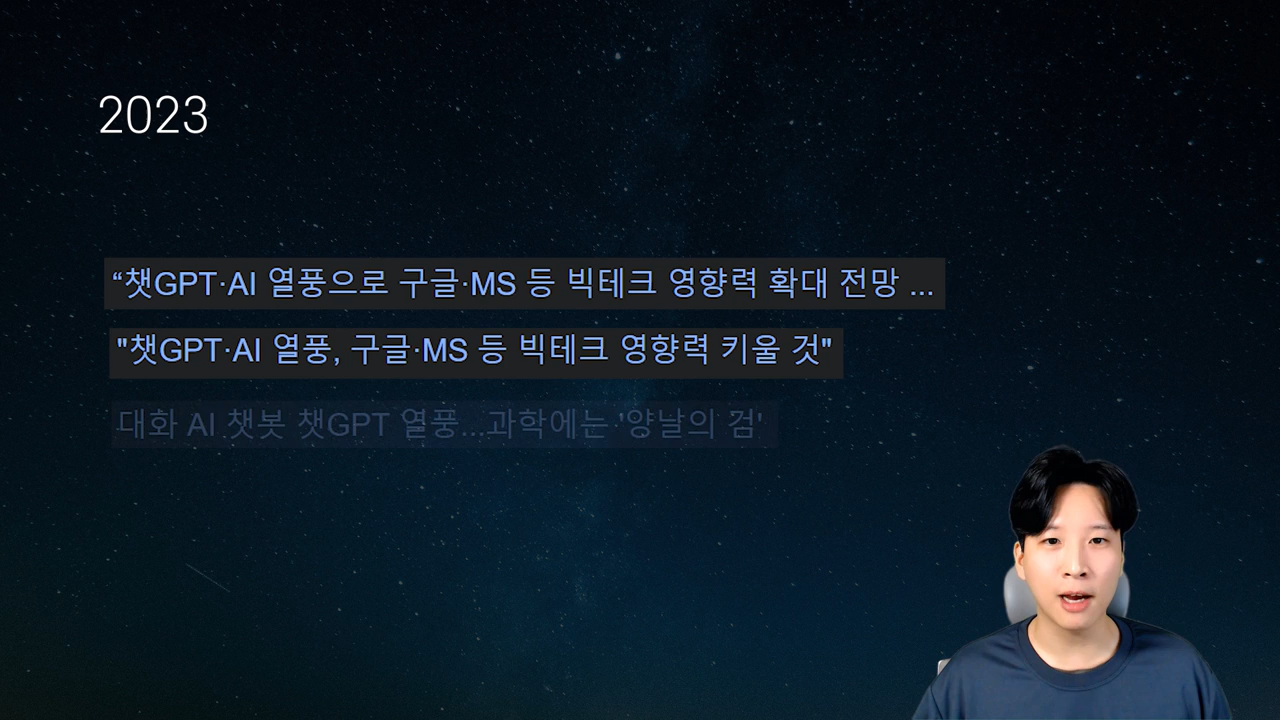 2023
“챗GPT·AI 열풍으로 구글·MS 등 빅테크 영향력 확대 전망 ...
"챗GPT·AI 열풍, 구글·MS 등 빅테크 영향력 키울 것"
대화 AI 챗봇 챗GPT 열풍...과학에는 '양날의 검'